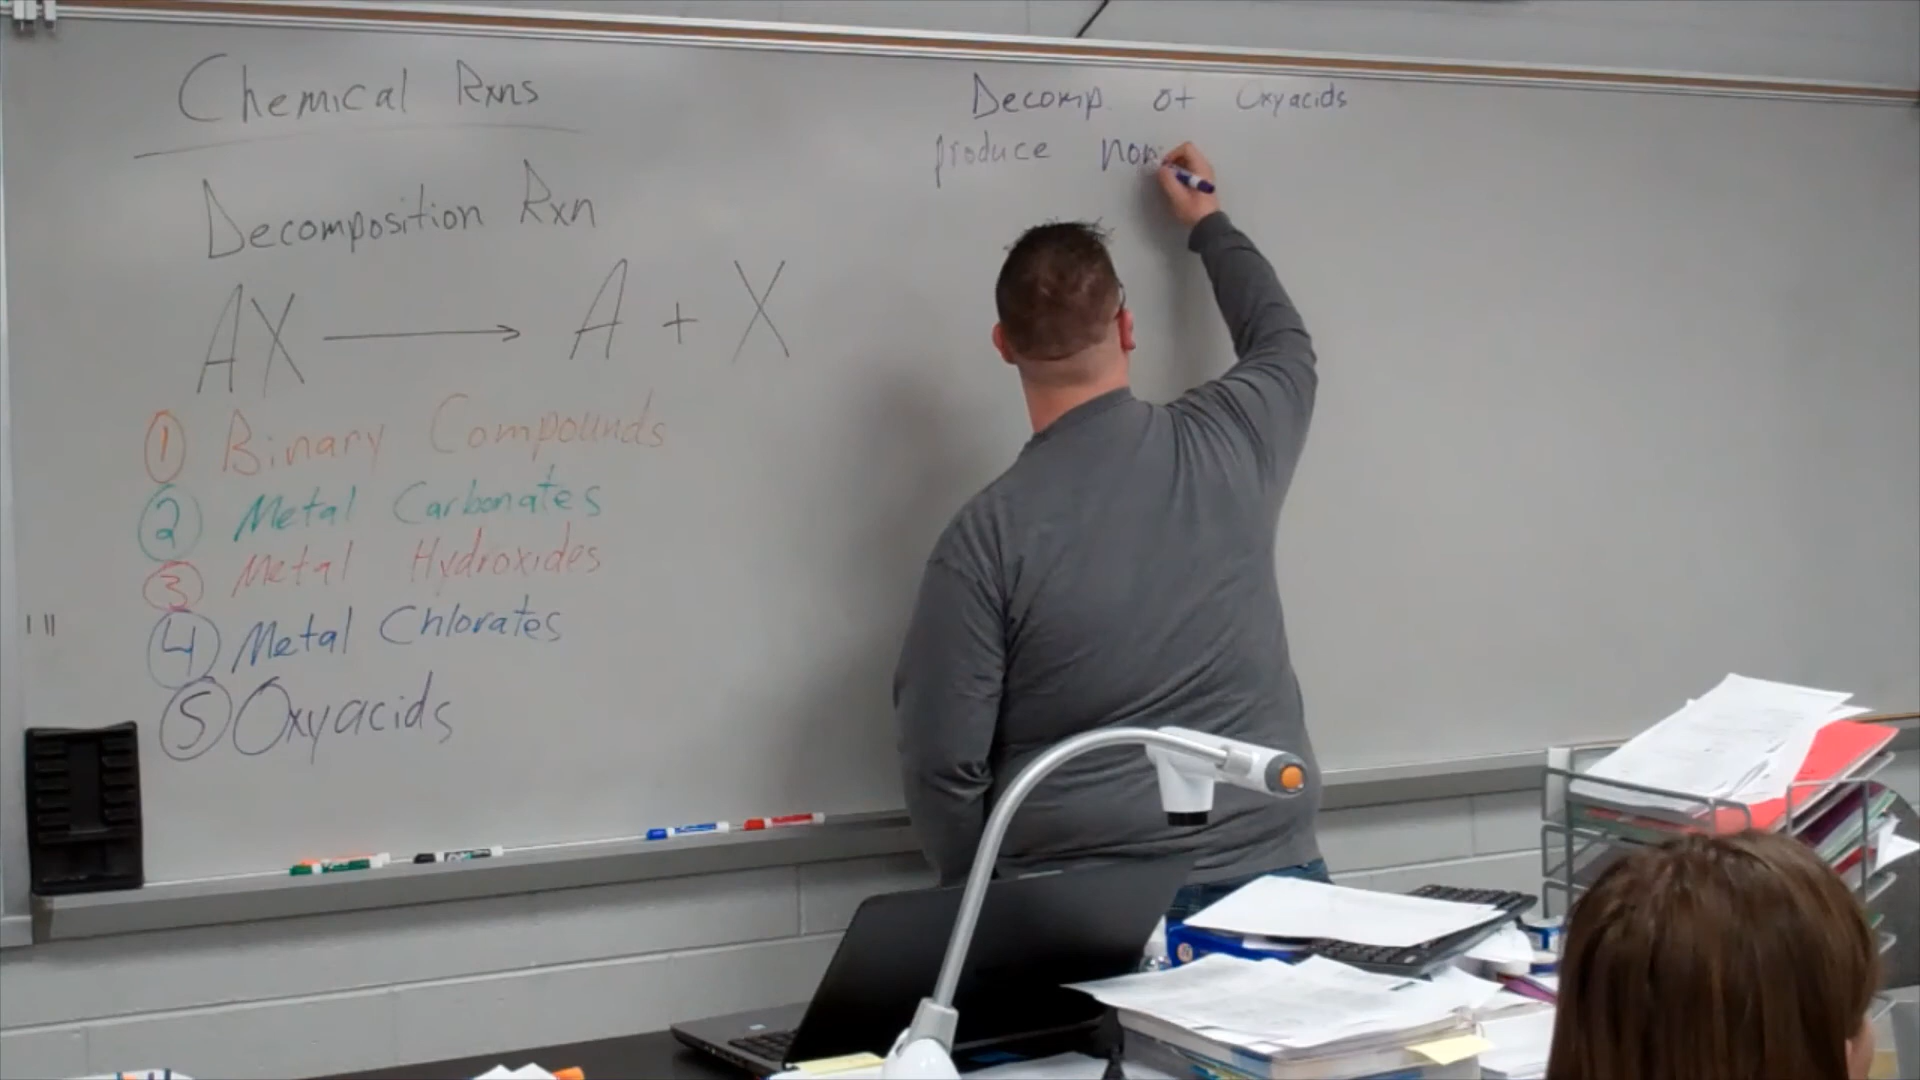 Chemical Rxns
Decomposition Rxn
AX → A + X
① Binary Compounds
② Metal Carbonates
③ Metal Hydroxides
④ Metal Chlorates
⑤ Oxyacids
Decomp. of Oxyacids
produce non